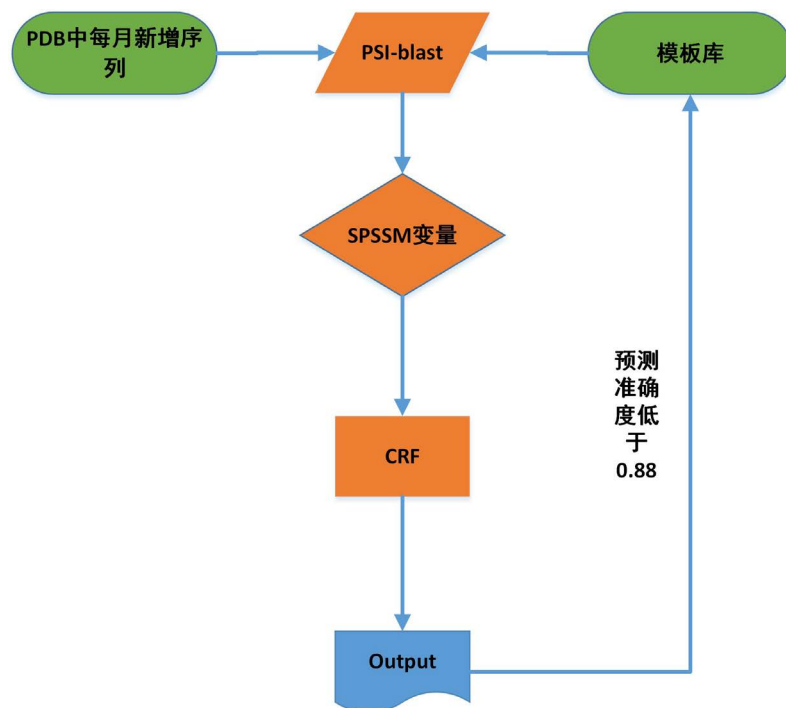 PDB中每月新增序
列
PSI-blast
模板库
SPSSM变量
预测
准确
度低
于
0.88
CRF
Output